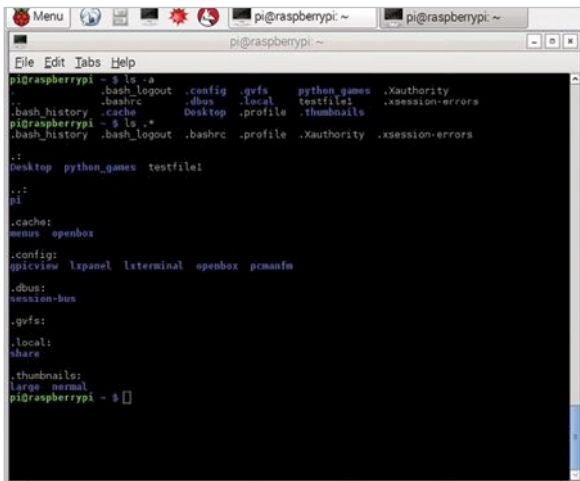 Menu pi@raspberrypi: ~ pi@raspberrypi: ~
pi@raspberrypi: ~
File Edit Tabs Help
pi@raspberrypi ~ $ ls -a
. .bash_logout .config .gvfs python_games .Xauthority
.. .bashrc .dbus .local testfile1 .xsession-errors
.bash_history .cache Desktop .profile .thumbnails
pi@raspberrypi ~ $ ls .*
.bash_history .bash_logout .bashrc .profile .Xauthority .xsession-errors
.:
Desktop python_games testfile1
..:
pi
.cache:
menus openbox
.config:
gpicview lxpanel lxterminal openbox pcmanfm
.dbus:
session-bus
.gvfs:
.local:
share
.thumbnails:
large normal
pi@raspberrypi ~ $